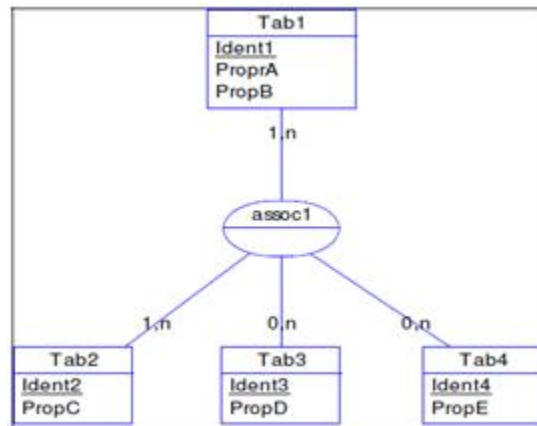 Tab1
Ident1
ProprA
PropB
1,n
assoc1
1,n
0,n
0,n
Tab2
Ident2
PropC
Tab3
Ident3
PropD
Tab4
Ident4
PropE